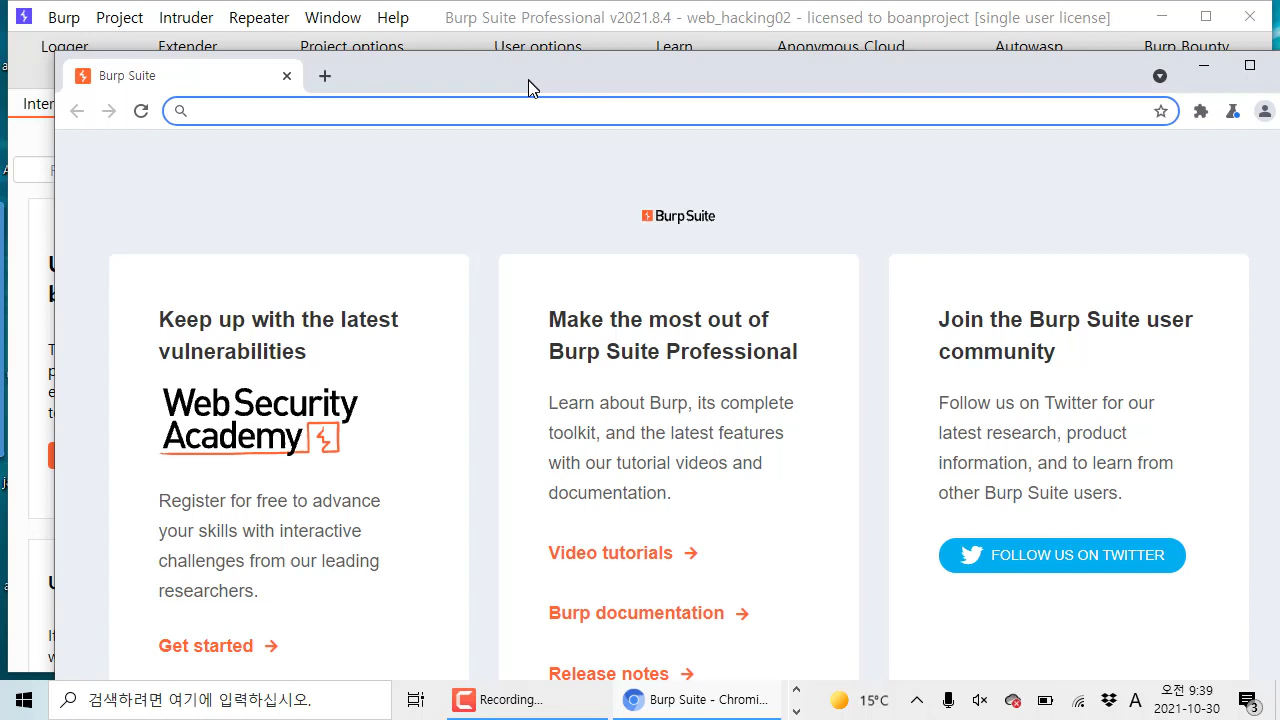 Burp Project Intruder Repeater Window Help Burp Suite Professional v2021.8.4 - web_hacking02 - licensed to boanproject [single user license]
Logger Extender Project options User options Learn Anonymous Cloud Autowasp Burp Bounty
Burp Suite
Inter
Burp Suite
Keep up with the latest
vulnerabilities
Web Security
Academy
Register for free to advance
your skills with interactive
challenges from our leading
researchers.
Get started
Make the most out of
Burp Suite Professional
Learn about Burp, its complete
toolkit, and the latest features
with our tutorial videos and
documentation.
Video tutorials
Burp documentation
Release notes
Join the Burp Suite user
community
Follow us on Twitter for our
latest research, product
information, and to learn from
other Burp Suite users.
FOLLOW US ON TWITTER
검색하려면 여기에 입력하십시오.
Recording...
Burp Suite - Chromi...
15°C
A
오전 9:39
2021-10-30
3